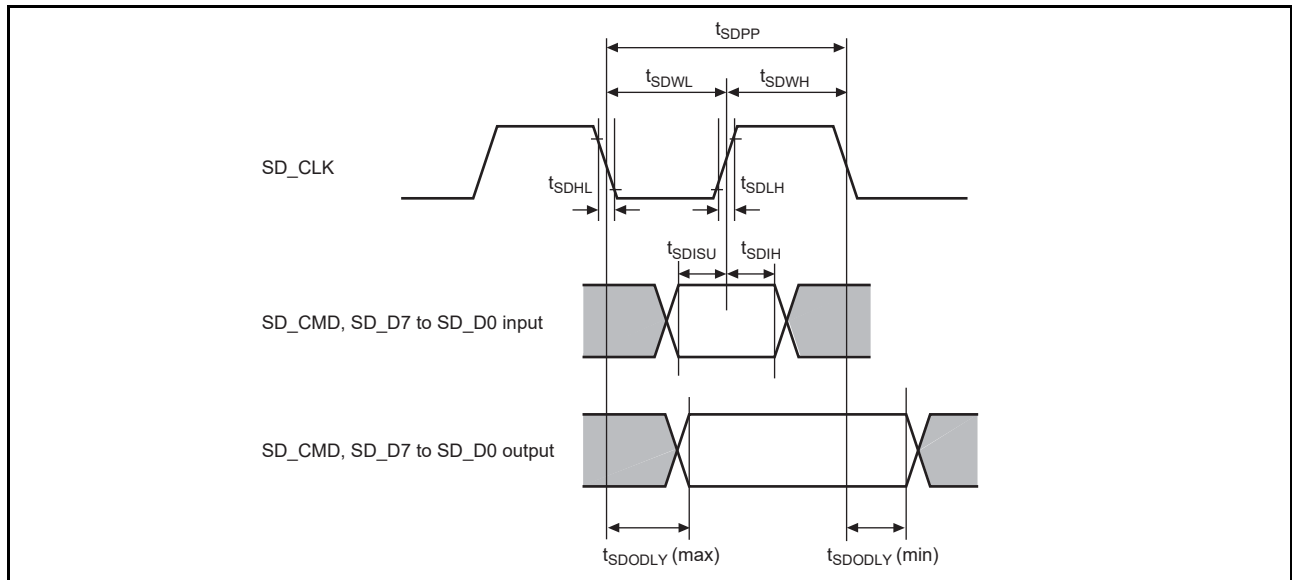 tSDPP
tSDWL tSDWH
SD_CLK
tSDHL tSDLH
tSDISU tSDIH
SD_CMD, SD_D7 to SD_D0 input
SD_CMD, SD_D7 to SD_D0 output
tSDODLY (max) tSDODLY (min)